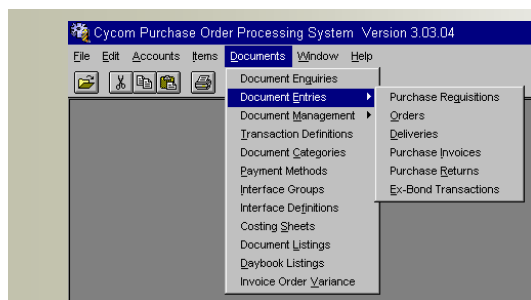 Cycom Purchase Order Processing System Version 3.03.04
File Edit Accounts Items Documents Window Help
Document Enquiries
Document Entries
Document Management
Transaction Definitions
Document Categories
Payment Methods
Interface Groups
Interface Definitions
Costing Sheets
Document Listings
Daybook Listings
Invoice Order Variance
Purchase Requisitions
Orders
Deliveries
Purchase Invoices
Purchase Returns
Ex-Bond Transactions